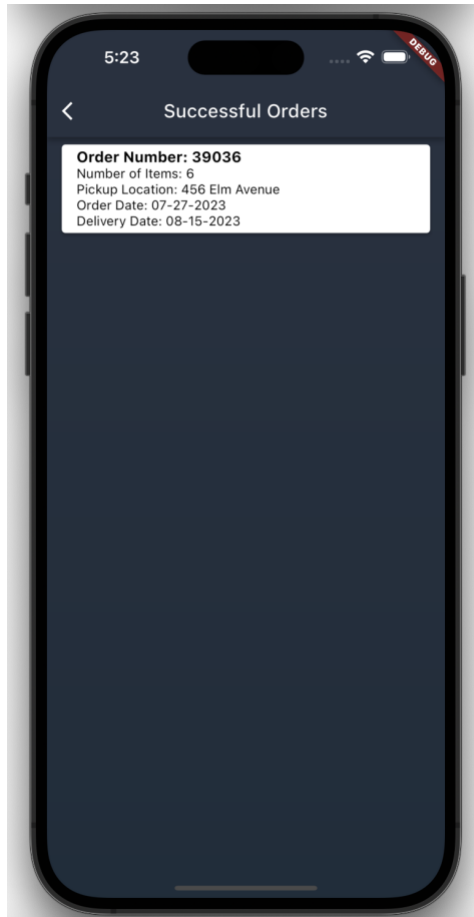 5:23
DEBUG
Successful Orders
Order Number: 39036
Number of Items: 6
Pickup Location: 456 Elm Avenue
Order Date: 07-27-2023
Delivery Date: 08-15-2023